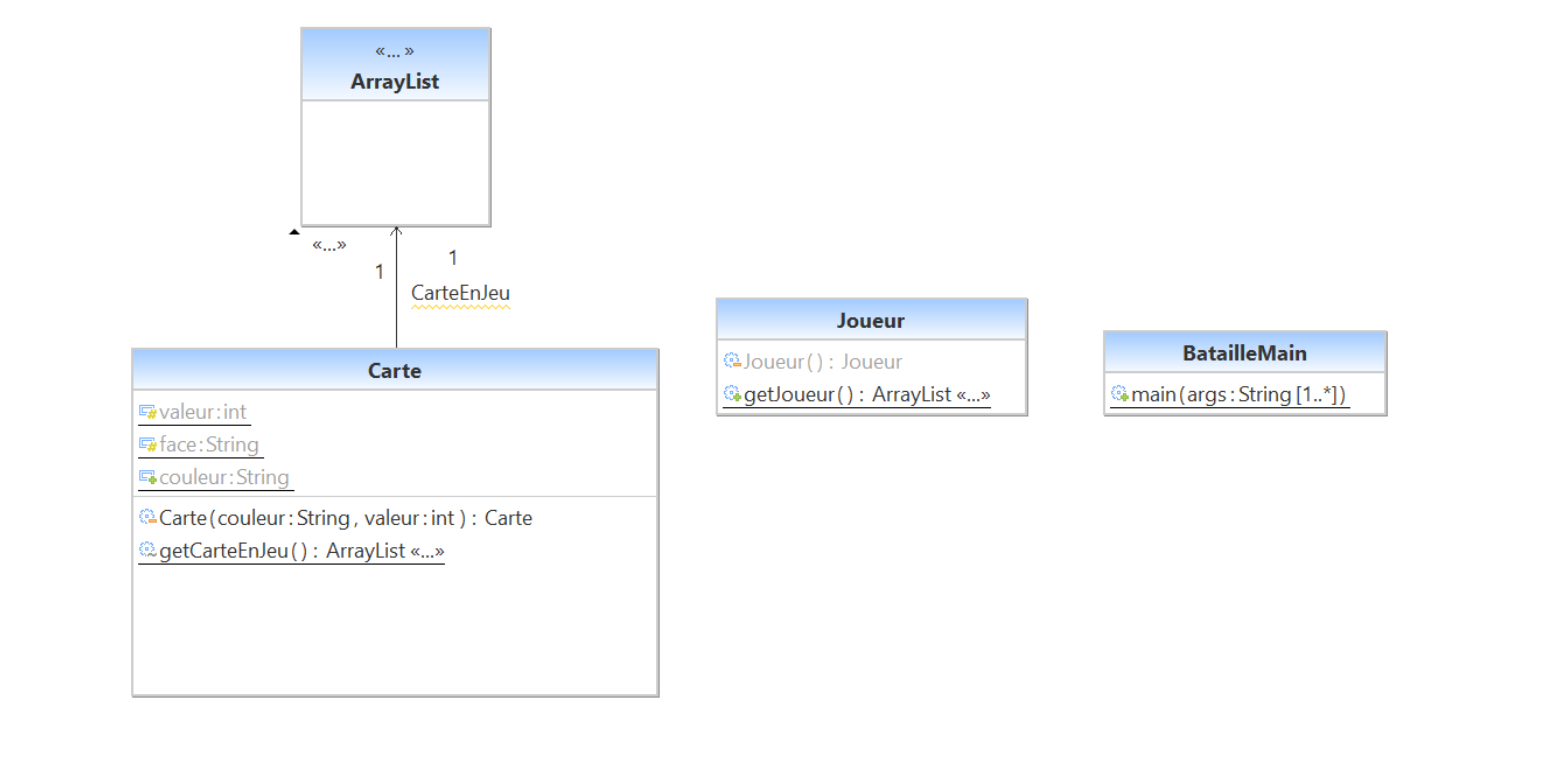 «... »
ArrayList
«...»
1
1
CarteEnJeu
Carte
valeur:int
face:String
couleur:String
Carte(couleur:String, valeur:int) : Carte
getCarteEnJeu() : ArrayList «...»
Joueur
Joueur() : Joueur
getJoueur() : ArrayList «...»
BatailleMain
main(args:String[1..*])